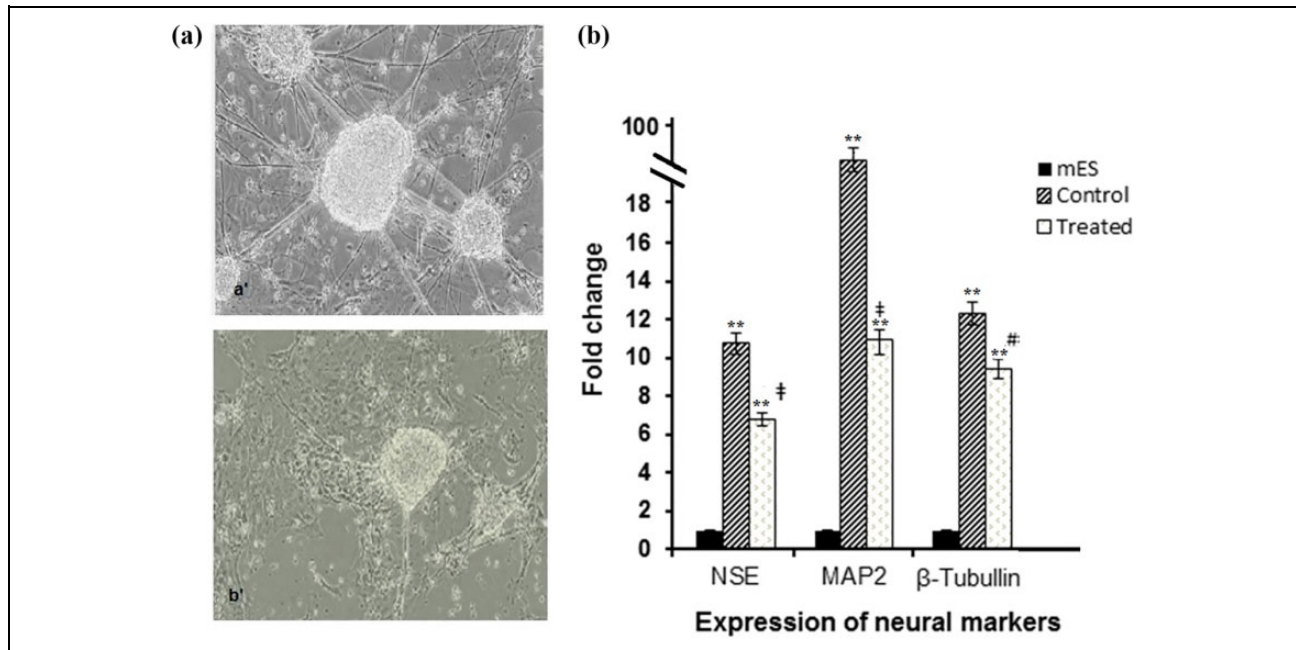 (a)
a'
b'
(b)
Fold change
100
18
16
14
12
10
8
6
4
2
0
**
**
‡
**
‡
**
**
**
#
mES
Control
Treated
NSE MAP2 β-Tubullin
Expression of neural markers